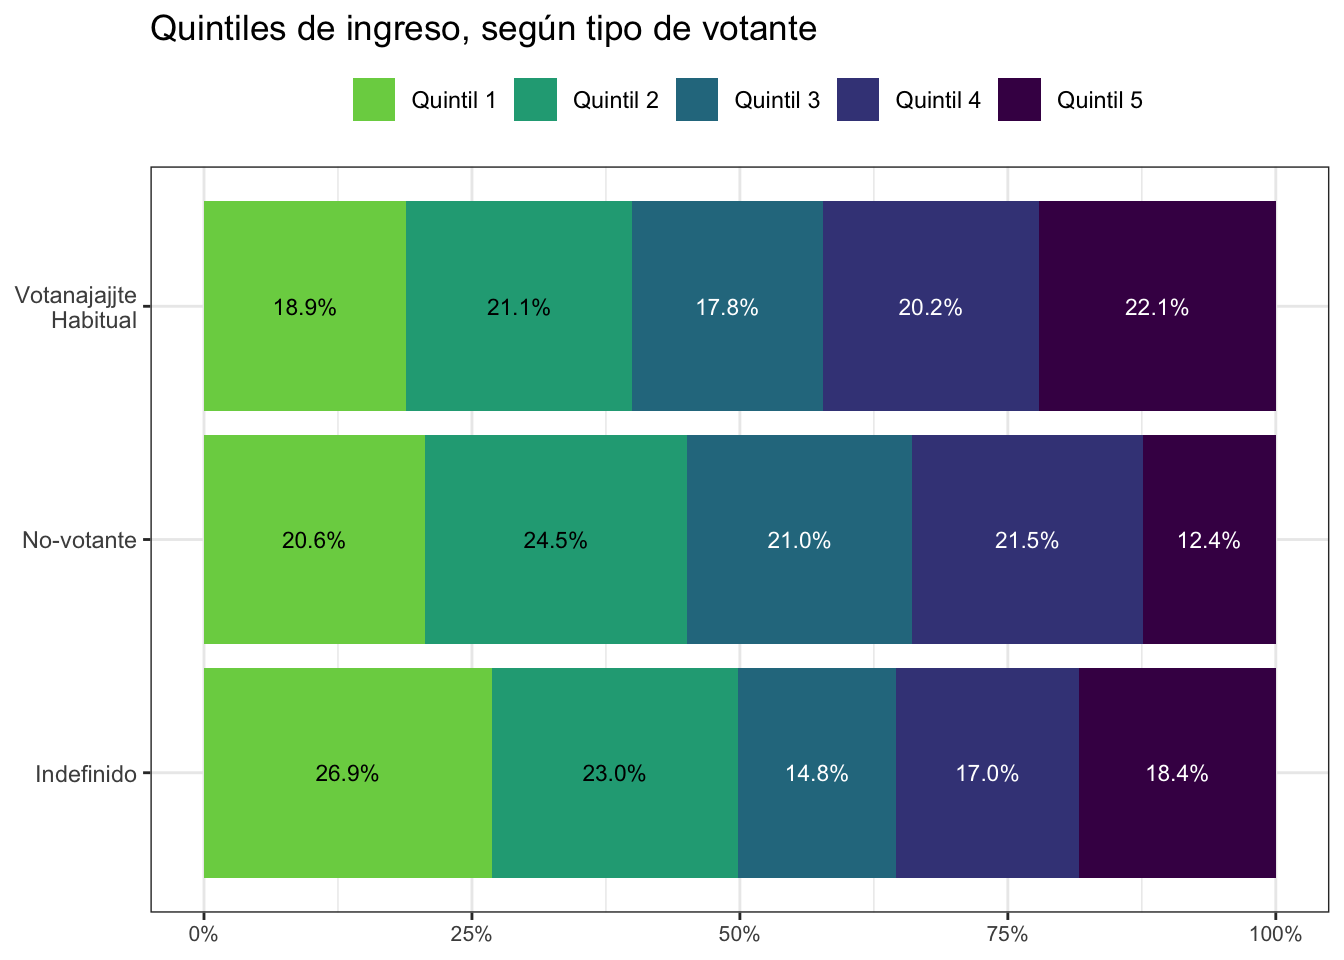 Quintiles de ingreso, según tipo de votante
Quintil 1 Quintil 2 Quintil 3 Quintil 4 Quintil 5
Votanajajjte
Habitual
18.9% 21.1% 17.8% 20.2% 22.1%
No-votante 20.6% 24.5% 21.0% 21.5% 12.4%
Indefinido 26.9% 23.0% 14.8% 17.0% 18.4%
0% 25% 50% 75% 100%